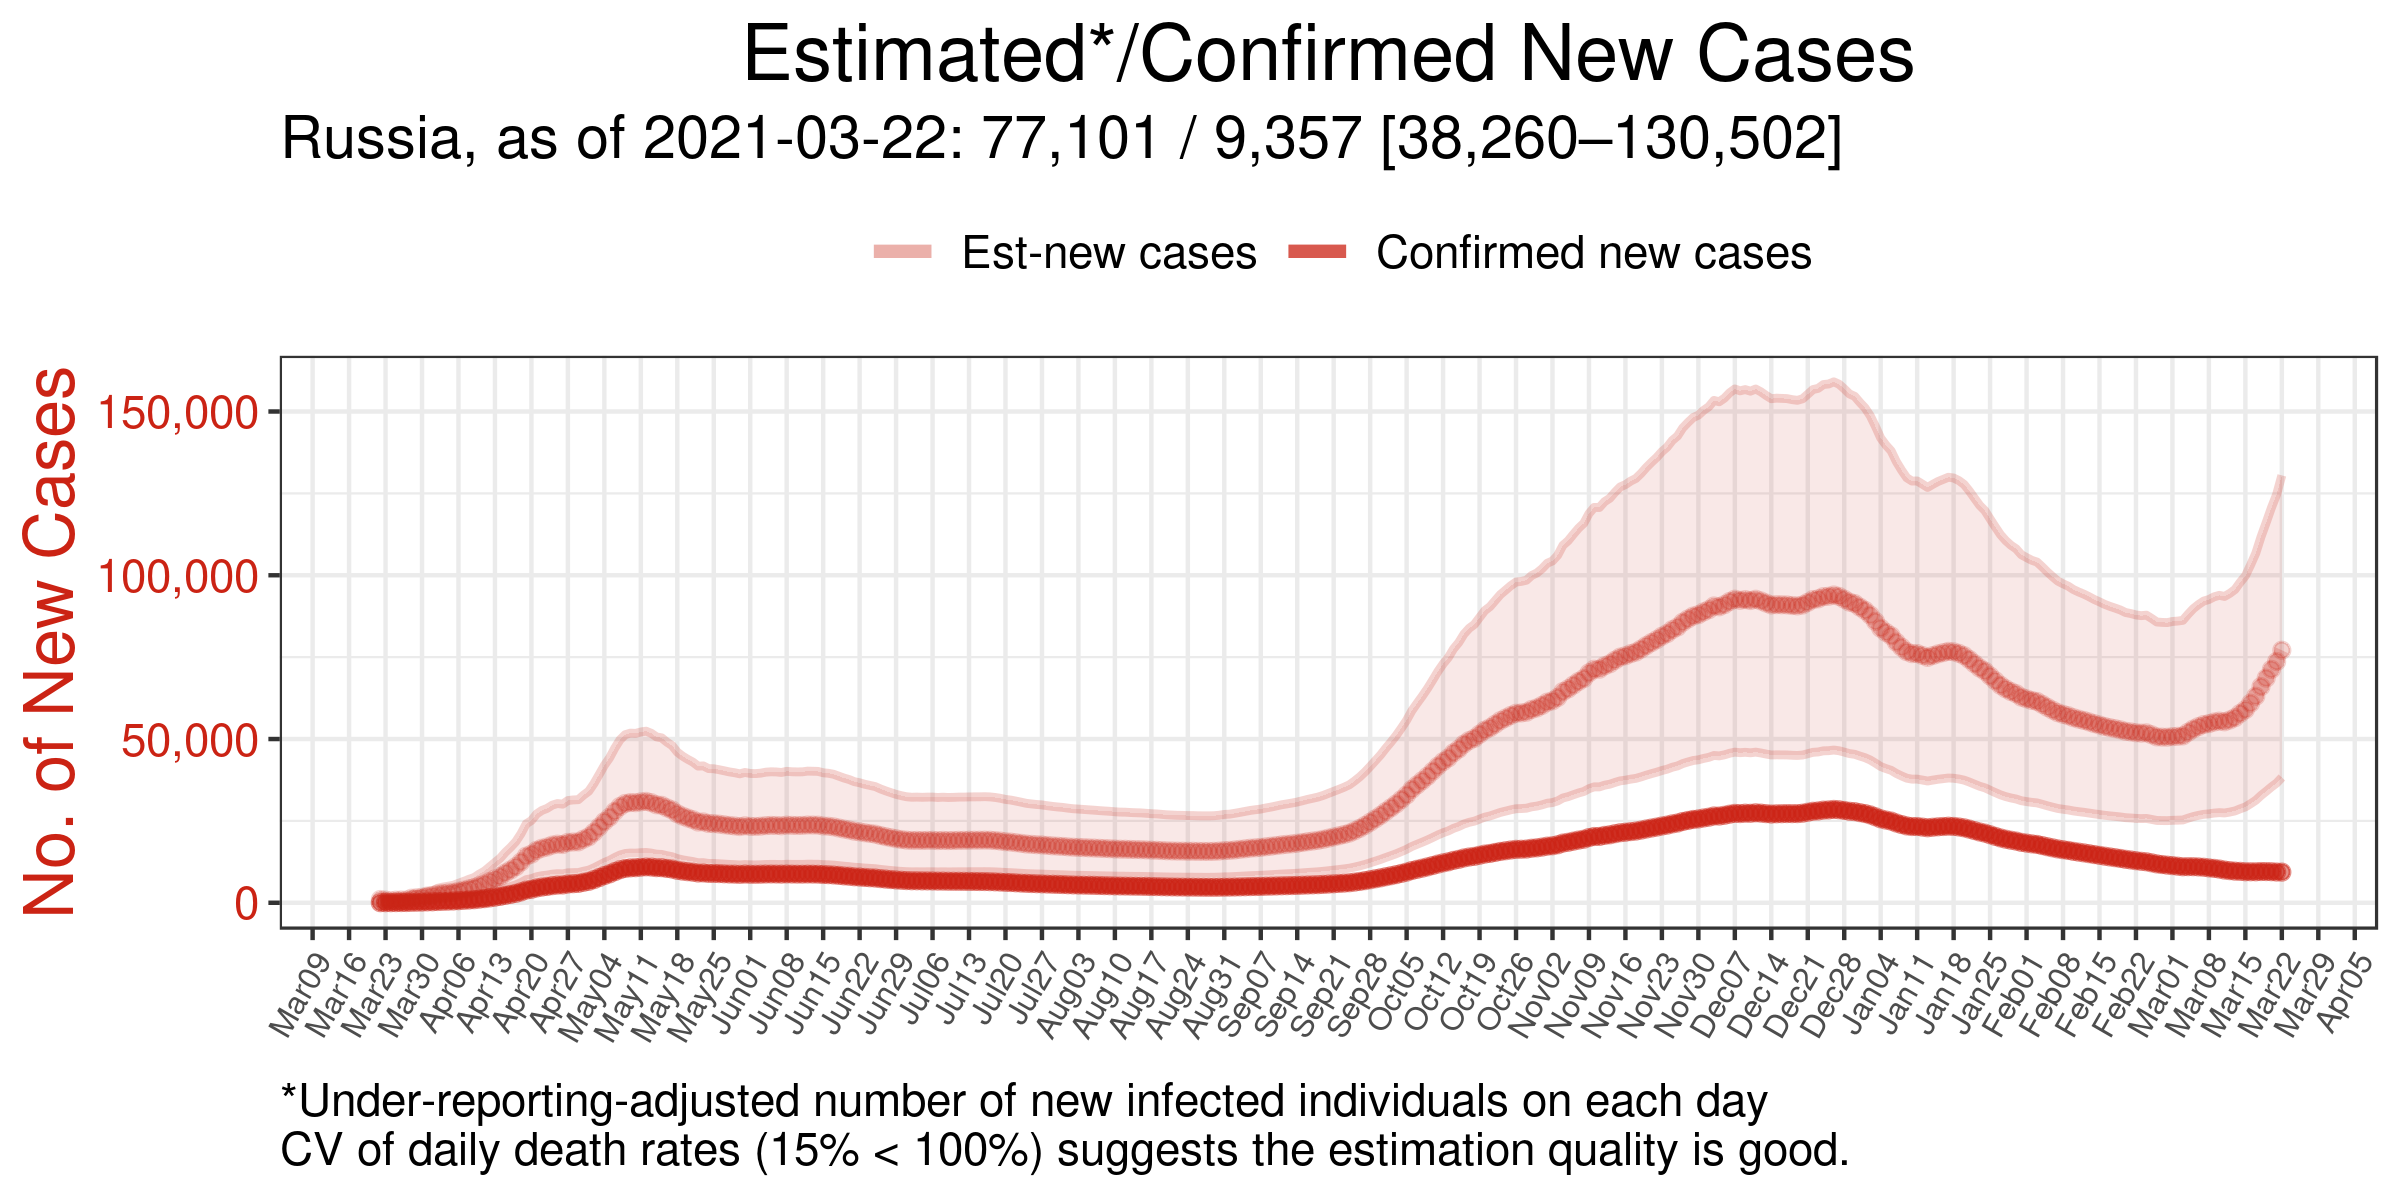 Estimated*/Confirmed New Cases
Russia, as of 2021-03-22: 77,101 / 9,357 [38,260–130,502]
Est-new cases
Confirmed new cases
No. of New Cases
150,000
100,000
50,000
0
Mar09
Mar16
Mar23
Mar30
Apr06
Apr13
Apr20
Apr27
May04
May11
May18
May25
Jun01
Jun08
Jun15
Jun22
Jun29
Jul06
Jul13
Jul20
Jul27
Aug03
Aug10
Aug17
Aug24
Aug31
Sep07
Sep14
Sep21
Sep28
Oct05
Oct12
Oct19
Oct26
Nov02
Nov09
Nov16
Nov23
Nov30
Dec07
Dec14
Dec21
Dec28
Jan04
Jan11
Jan18
Jan25
Feb01
Feb08
Feb15
Feb22
Mar01
Mar08
Mar15
Mar22
Mar29
Apr05
*Under-reporting-adjusted number of new infected individuals on each day
CV of daily death rates (15% < 100%) suggests the estimation quality is good.